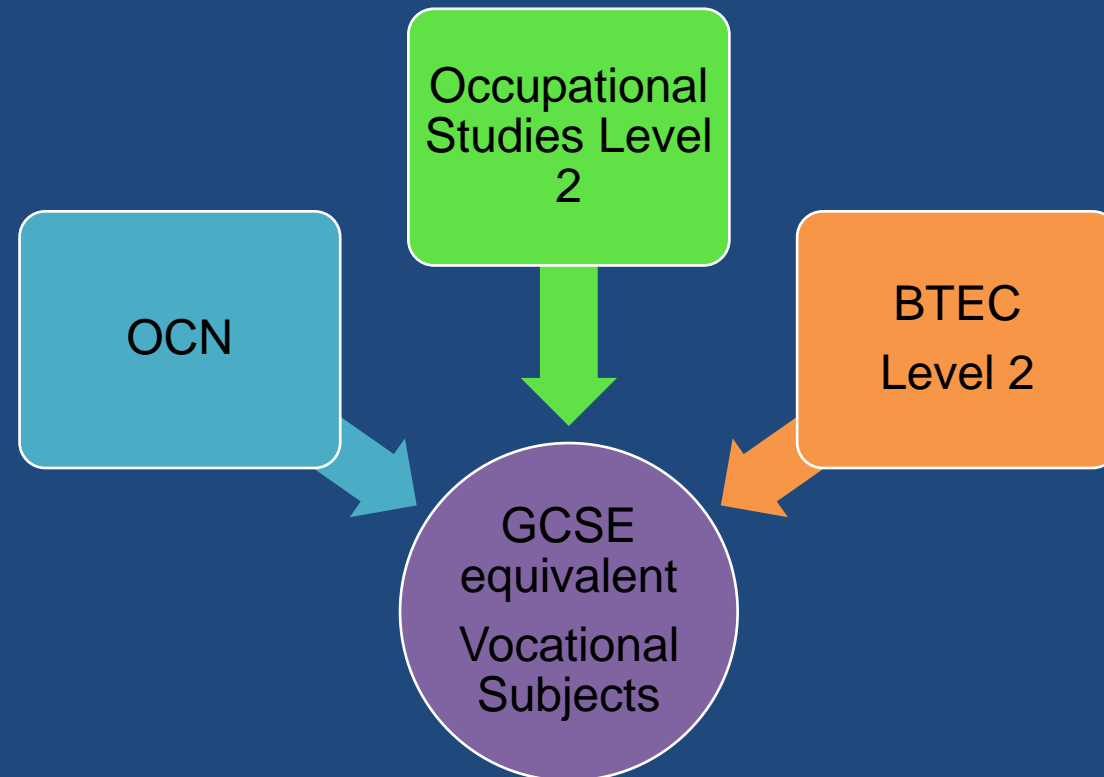 Occupational
Studies Level
2
OCN
BTEC
Level 2
GCSE
equivalent
Vocational
Subjects